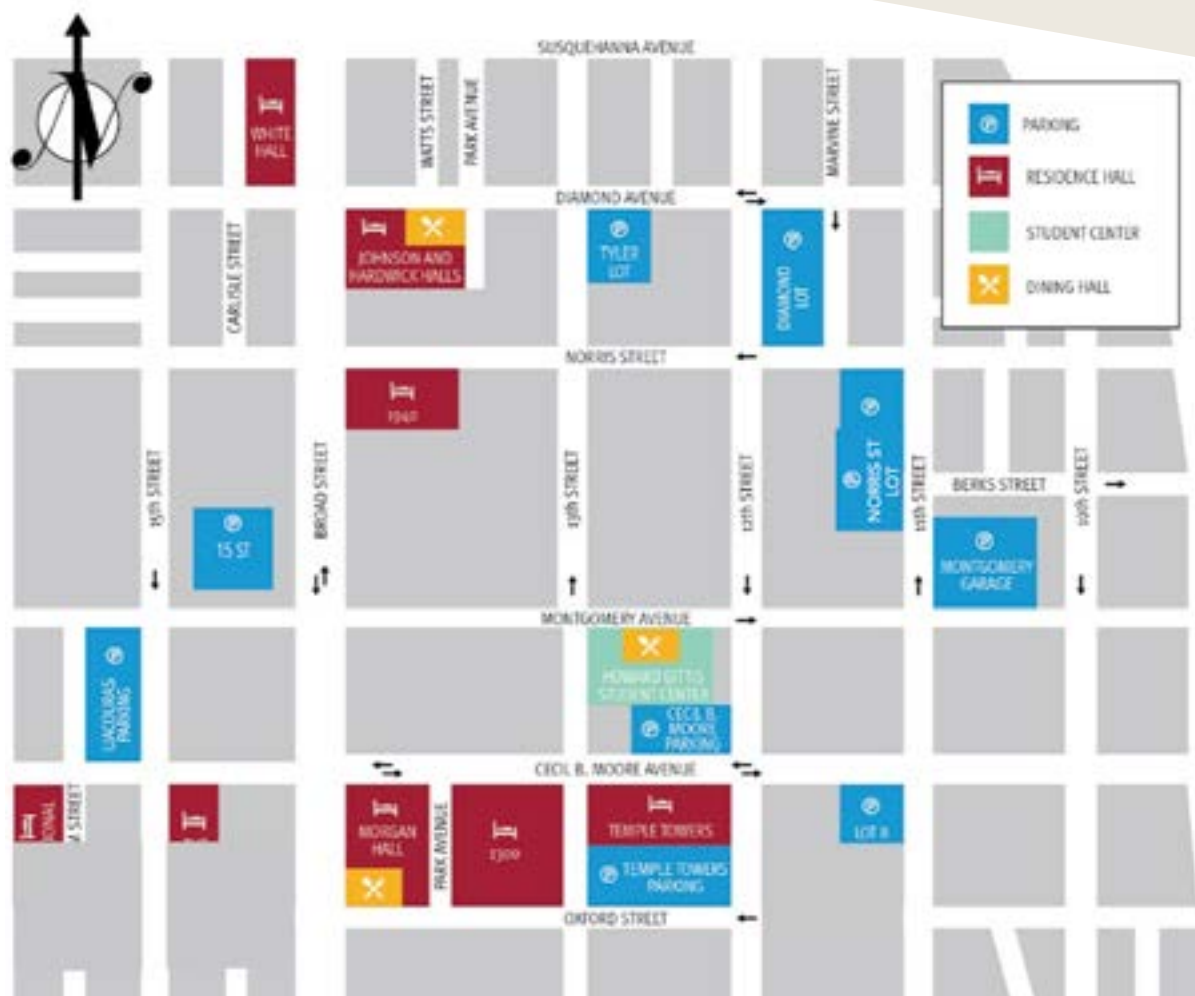 N
SUSQUEHANNA AVENUE
WHITE
HALL
WATTS STREET
PARK AVENUE
MARVINE STREET
PARKING
RESIDENCE HALL
STUDENT CENTER
DINING HALL
DIAMOND AVENUE
CARLISLE STREET
JOHNSON AND
HARDWICK HALLS
TYLER
LOT
DIAMOND
LOT
NORRIS STREET
1940
15th STREET
15 ST
BROAD STREET
13th STREET
12th STREET
NORRIS ST
LOT
11th STREET
BERKS STREET
10th STREET
MONTGOMERY
GARAGE
MONTGOMERY AVENUE
LIACOURAS
PARKING
HOWARD GITTIS
STUDENT CENTER
CECIL B.
MOORE
PARKING
CECIL B. MOORE AVENUE
ONAL
STREET
MORGAN
HALL
PARK AVENUE
1300
TEMPLE TOWERS
TEMPLE TOWERS
PARKING
OXFORD STREET